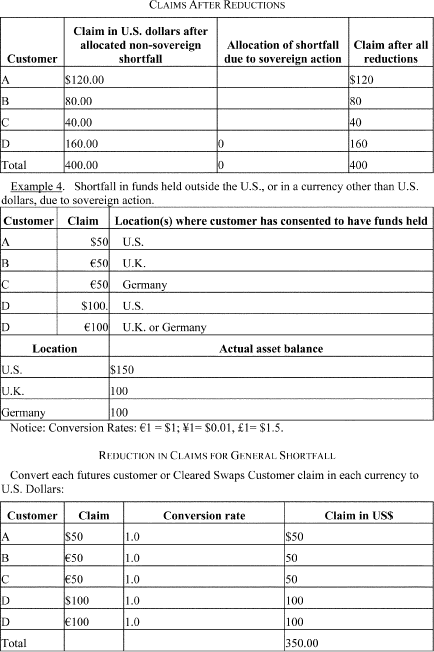 CLAIMS AFTER REDUCTIONS
Customer Claim in U.S. dollars after allocated non-sovereign shortfall Allocation of shortfall due to sovereign action Claim after all reductions
A $120.00 $120
B 80.00 80
C 40.00 40
D 160.00 0 160
Total 400.00 0 400
Example 4. Shortfall in funds held outside the U.S., or in a currency other than U.S.
dollars, due to sovereign action.
Customer Claim Location(s) where customer has consented to have funds held
A $50 U.S.
B €50 U.K.
C €50 Germany
D $100. U.S.
D €100 U.K. or Germany
Location Actual asset balance
U.S. $150
U.K. 100
Germany 100
Notice: Conversion Rates: €1 = $1; ¥1= $0.01, £1= $1.5.
REDUCTION IN CLAIMS FOR GENERAL SHORTFALL
Convert each futures customer or Cleared Swaps Customer claim in each currency to
U.S. Dollars:
Customer Claim Conversion rate Claim in US$
A $50 1.0 $50
B €50 1.0 50
C €50 1.0 50
D $100 1.0 100
D €100 1.0 100
Total 350.00